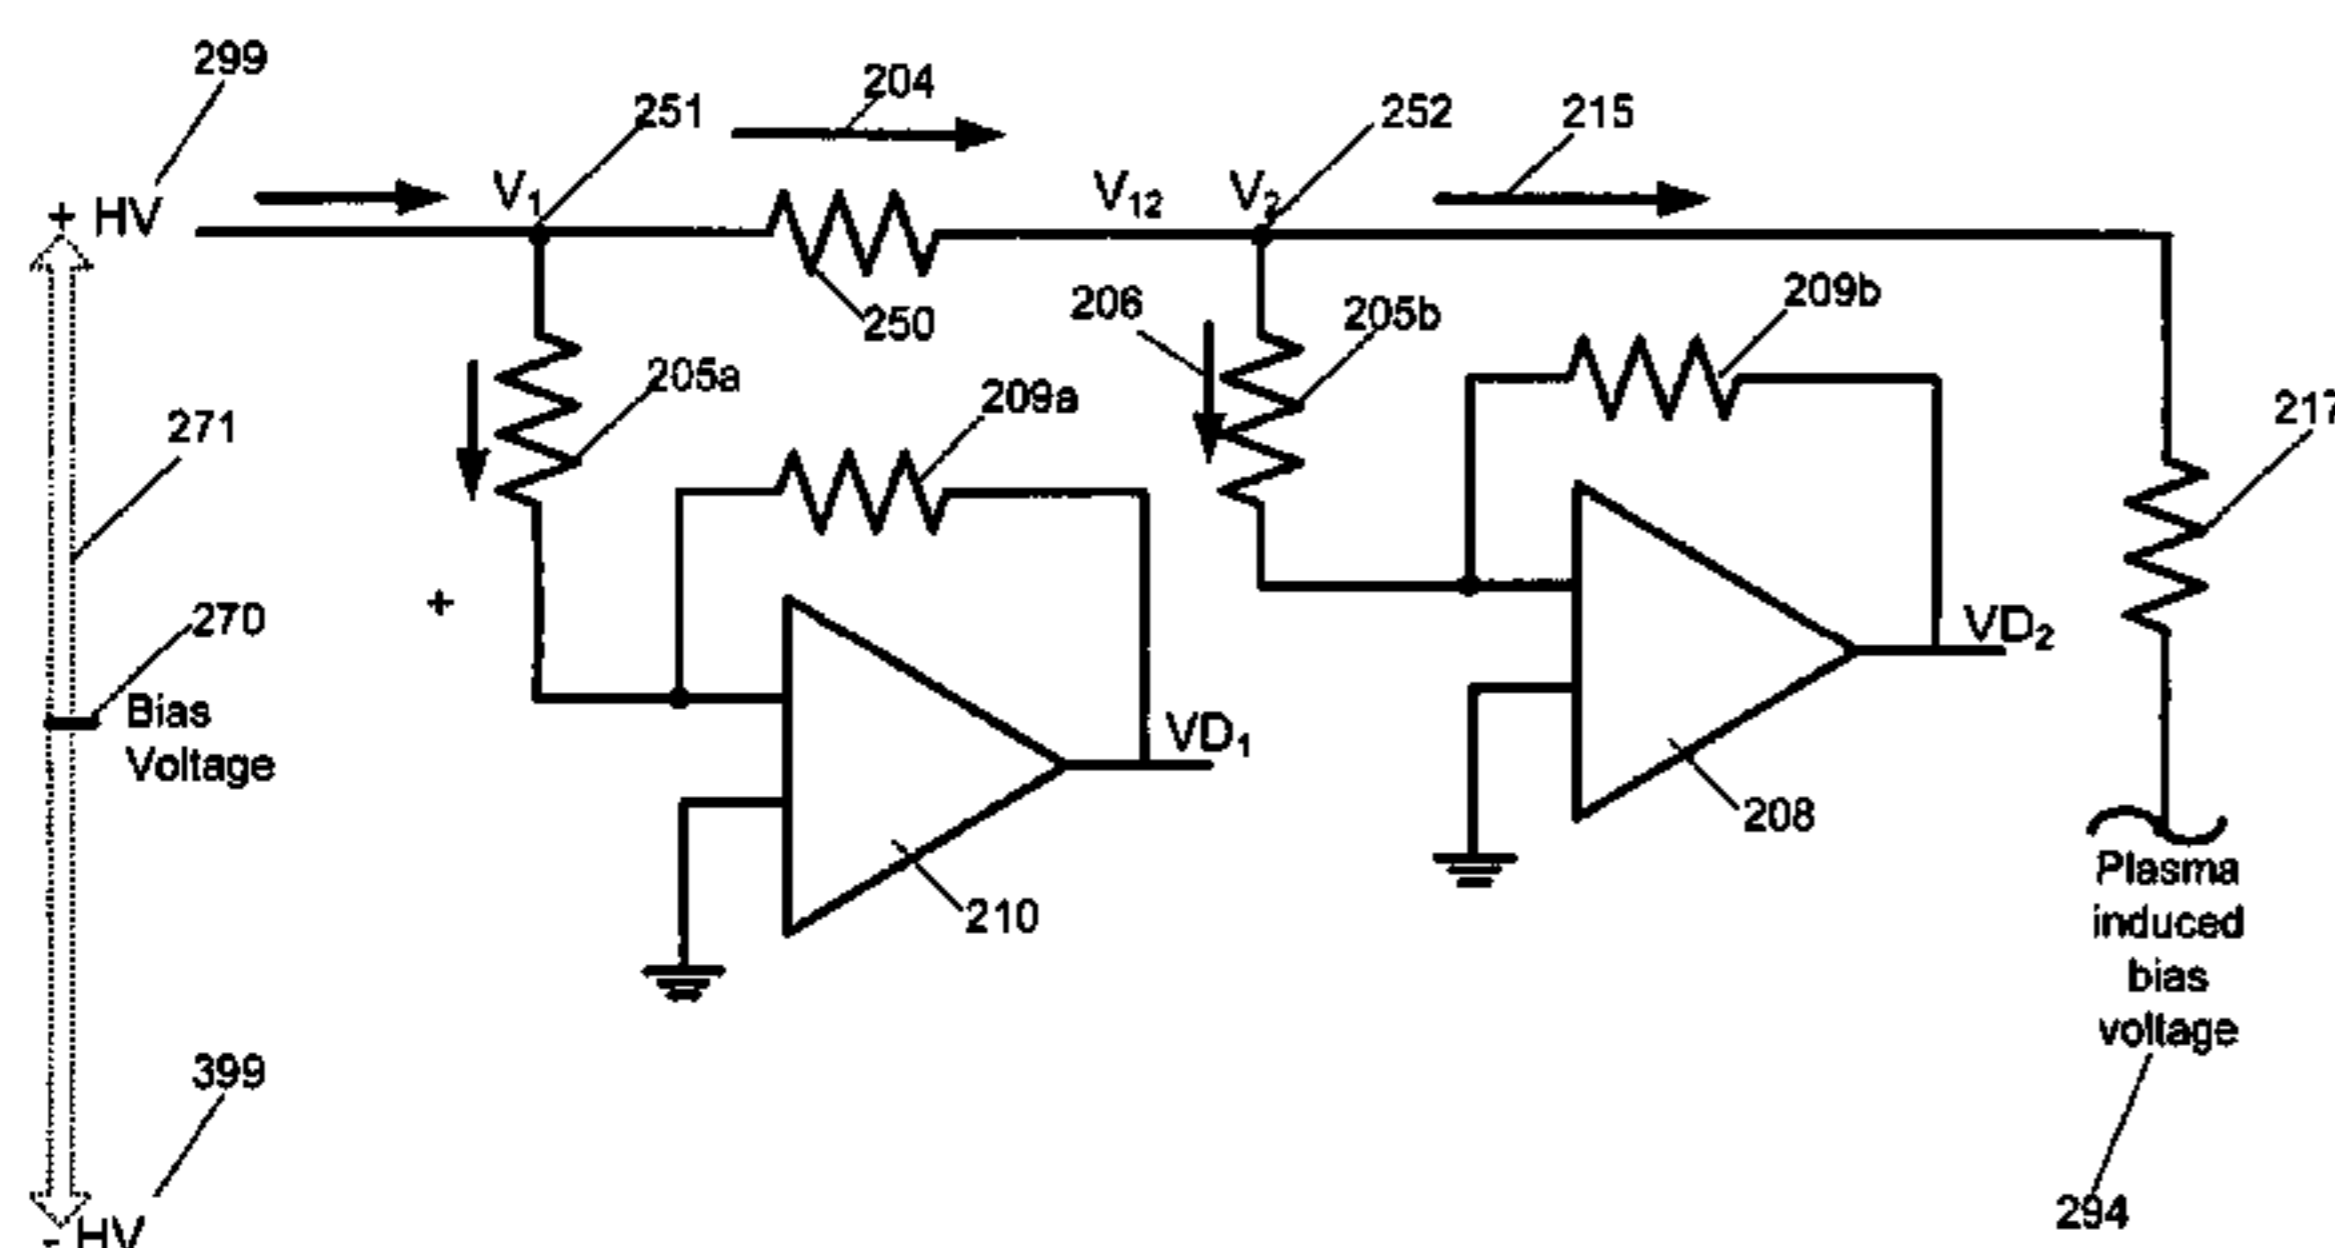 299
204
251
252
215
+ HV
V1
V12
V2
250
206
205b
209b
205a
209a
271
217
+
270
Bias
Voltage
VD1
VD2
208
210
Plasma
induced
bias
voltage
399
294
- HV